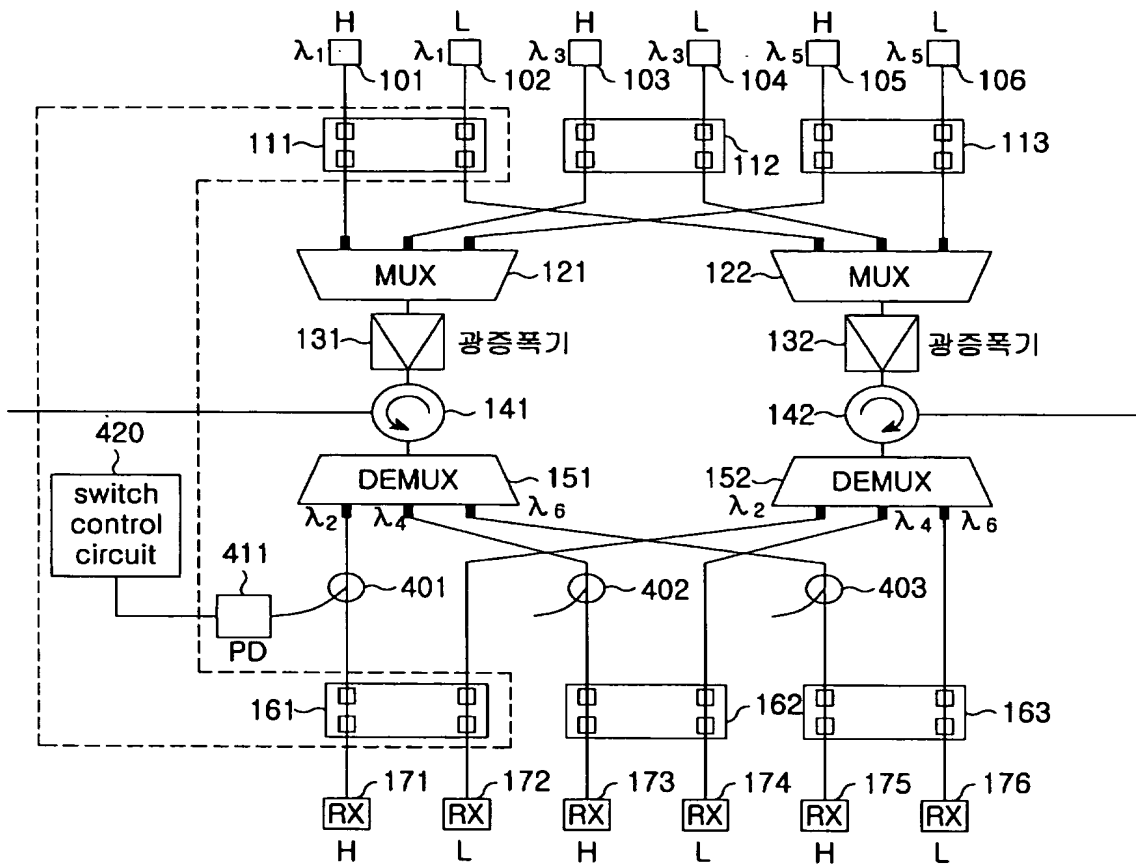 H L H L H L
λ1 λ1 λ3 λ3 λ5 λ5
101 102 103 104 105 106
111 112 113
MUX 121 122 MUX
131 광증폭기 132 광증폭기
141 142
420
switch
control
circuit
DEMUX 151 152 DEMUX
λ2 λ4 λ6 λ2 λ4 λ6
411
401 402 403
PD
161 162 163
171 172 173 174 175 176
RX RX RX RX RX RX
H L H L H L